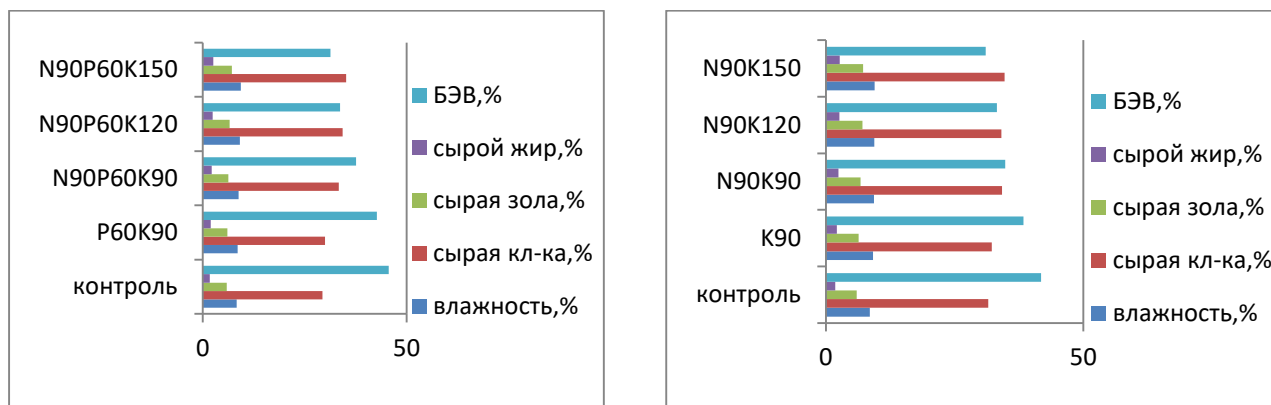 N90P60K150
N90P60K120
N90P60K90
P60K90
контроль
0
50
БЭВ,%
сырой жир,%
сырая зола,%
сырая кл-ка,%
влажность,%
N90K150
N90K120
N90K90
K90
контроль
0
50
БЭВ,%
сырой жир,%
сырая зола,%
сырая кл-ка,%
влажность,%